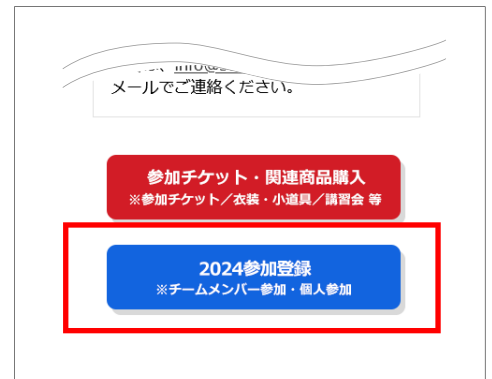 メールでご連絡ください。
参加チケット・関連商品購入
※参加チケット／衣装・小道具／講習会 等
2024参加登録
※チームメンバー参加・個人参加